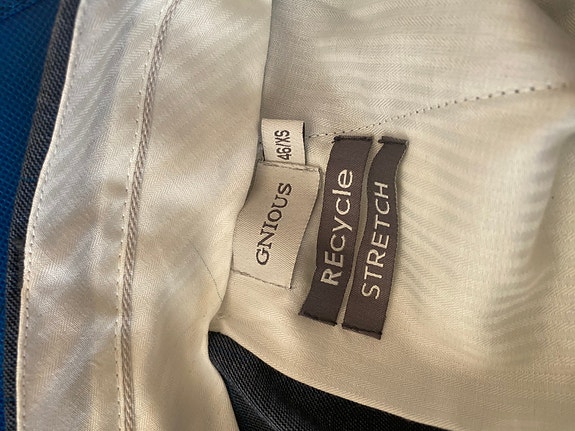 46/XS
GNIOUS
REcycle
STRETCH